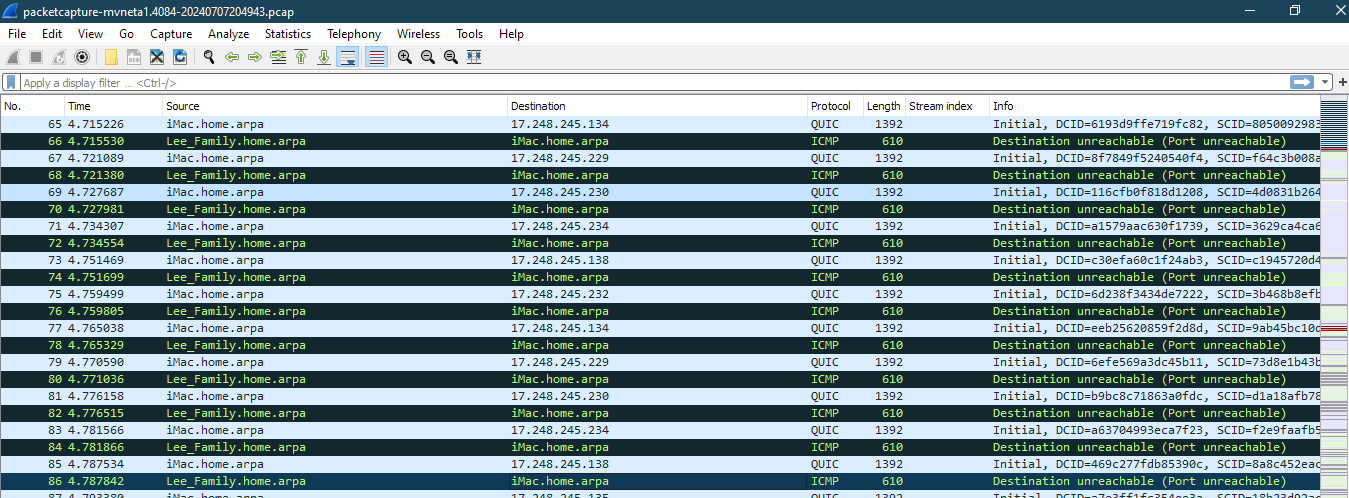 packetcapture-mvneta1.4084-20240707204943.pcap
File Edit View Go Capture Analyze Statistics Telephony Wireless Tools Help
Apply a display filter ... <Ctrl-/>
No. Time Source Destination Protocol Length Stream index Info
65 4.715226 iMac.home.arpa 17.248.245.134 QUIC 1392 Initial, DCID=6193d9ffe719fc82, SCID=8050092983
66 4.715530 Lee_Family.home.arpa iMac.home.arpa ICMP 610 Destination unreachable (Port unreachable)
67 4.721089 iMac.home.arpa 17.248.245.229 QUIC 1392 Initial, DCID=8f7849f5240540f4, SCID=f64c3b008a
68 4.721380 Lee_Family.home.arpa iMac.home.arpa ICMP 610 Destination unreachable (Port unreachable)
69 4.727687 iMac.home.arpa 17.248.245.230 QUIC 1392 Initial, DCID=116cfb0f818d1208, SCID=4d0831b264
70 4.727981 Lee_Family.home.arpa iMac.home.arpa ICMP 610 Destination unreachable (Port unreachable)
71 4.734307 iMac.home.arpa 17.248.245.234 QUIC 1392 Initial, DCID=a1579aac630f1739, SCID=3629ca4ca6
72 4.734554 Lee_Family.home.arpa iMac.home.arpa ICMP 610 Destination unreachable (Port unreachable)
73 4.751469 iMac.home.arpa 17.248.245.138 QUIC 1392 Initial, DCID=c30efa60c1f24ab3, SCID=c1945720d4
74 4.751699 Lee_Family.home.arpa iMac.home.arpa ICMP 610 Destination unreachable (Port unreachable)
75 4.759499 iMac.home.arpa 17.248.245.232 QUIC 1392 Initial, DCID=6d238f3434de7222, SCID=3b468b8efb
76 4.759805 Lee_Family.home.arpa iMac.home.arpa ICMP 610 Destination unreachable (Port unreachable)
77 4.765038 iMac.home.arpa 17.248.245.134 QUIC 1392 Initial, DCID=eeb25620859f2d8d, SCID=9ab45bc10d
78 4.765329 Lee_Family.home.arpa iMac.home.arpa ICMP 610 Destination unreachable (Port unreachable)
79 4.770590 iMac.home.arpa 17.248.245.229 QUIC 1392 Initial, DCID=6efe569a3dc45b11, SCID=73d8e1b43b
80 4.771036 Lee_Family.home.arpa iMac.home.arpa ICMP 610 Destination unreachable (Port unreachable)
81 4.776158 iMac.home.arpa 17.248.245.230 QUIC 1392 Initial, DCID=b9bc8c71863a0fdc, SCID=d1a18afb78
82 4.776515 Lee_Family.home.arpa iMac.home.arpa ICMP 610 Destination unreachable (Port unreachable)
83 4.781566 iMac.home.arpa 17.248.245.234 QUIC 1392 Initial, DCID=a63704993eca7f23, SCID=f2e9faafb5
84 4.781866 Lee_Family.home.arpa iMac.home.arpa ICMP 610 Destination unreachable (Port unreachable)
85 4.787534 iMac.home.arpa 17.248.245.138 QUIC 1392 Initial, DCID=469c277fdb85390c, SCID=8a8c452eac
86 4.787842 Lee_Family.home.arpa iMac.home.arpa ICMP 610 Destination unreachable (Port unreachable)
87 4.793380 iMac.home.arpa 17.248.245.135 QUIC 1392 Initial,